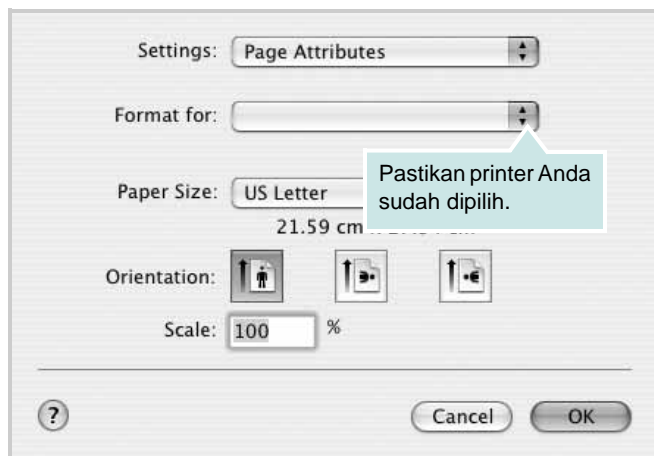 Settings: Page Attributes
Format for:
Pastikan printer Anda
sudah dipilih.
Paper Size: US Letter
21.59 cm
Orientation:
Scale: 100 %
?
Cancel OK